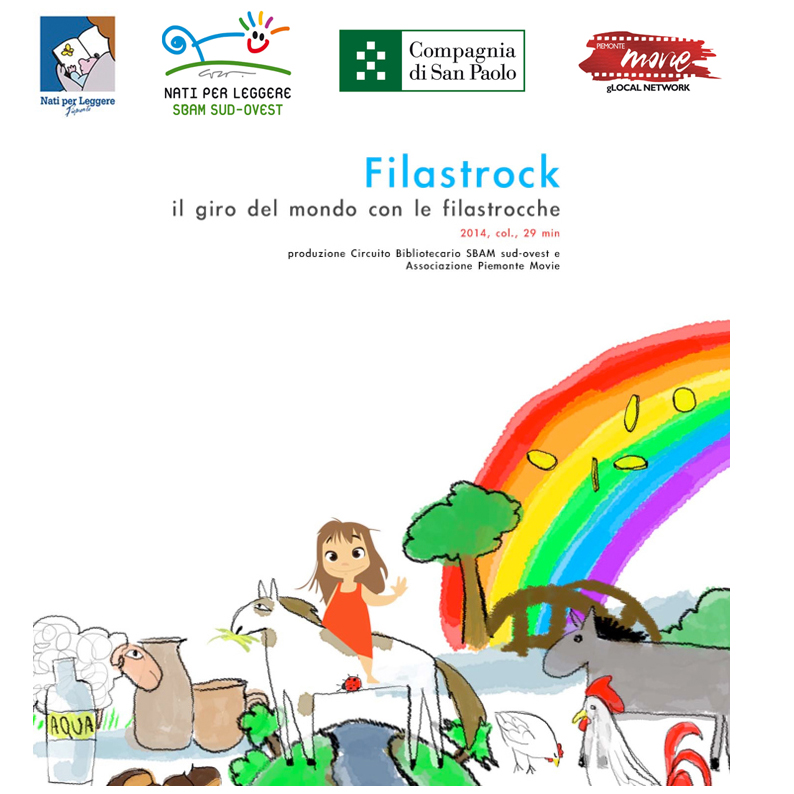 Nati per Leggere
Piemonte
NATI PER LEGGERE
SBAM SUD-OVEST
Compagnia
di San Paolo
PIEMONTE
movie
gLOCAL NETWORK
Filastrock
il giro del mondo con le filastrocche
2014, col., 29 min
produzione Circuito Bibliotecario SBAM sud-ovest e
Associazione Piemonte Movie
AQUA